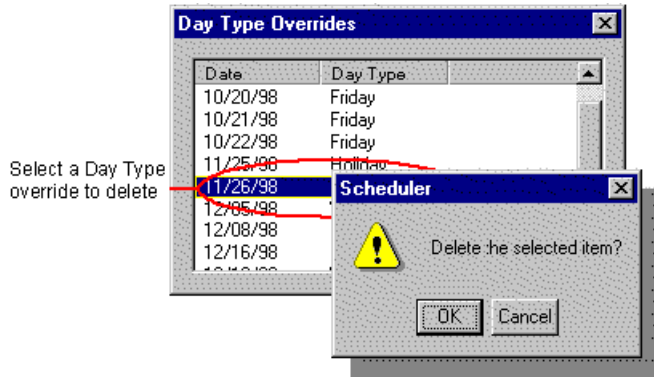 Day Type Overrides
Date Day Type
10/20/98 Friday
10/21/98 Friday
10/22/98 Friday
11/25/98 Holiday
Select a Day Type
override to delete
11/26/98
12/05/98
12/08/98
12/16/98
Scheduler
Delete the selected item?
OK Cancel